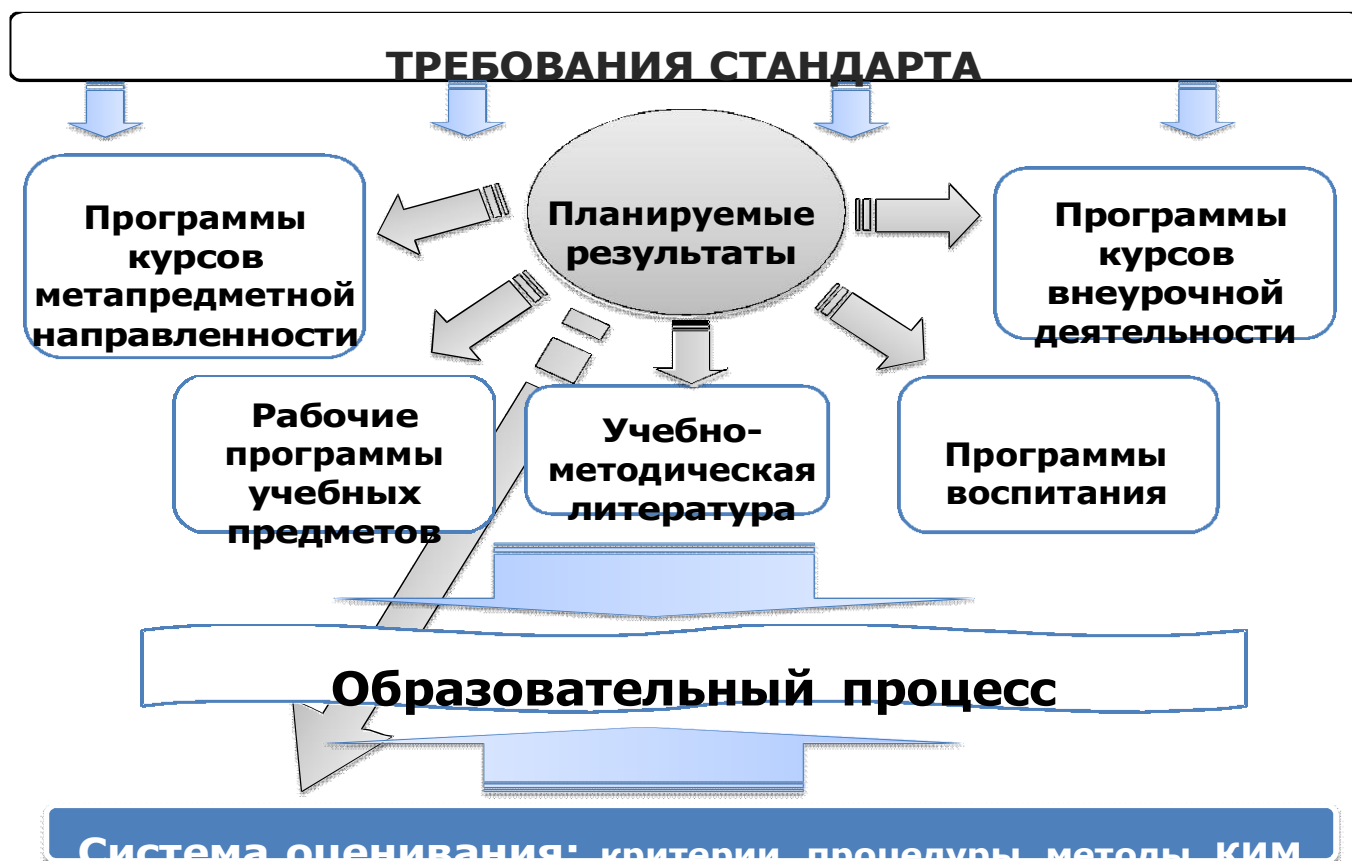 ТРЕБОВАНИЯ СТАНДАРТА
Планируемые
результаты
Программы
курсов
метапредметной
направленности
Программы
курсов
внеурочной
деятельности
Рабочие
программы
учебных
предметов
Учебно-
методическая
литература
Программы
воспитания
Образовательный процесс
Система оценивания: критерии, процедуры, методы, КИМ